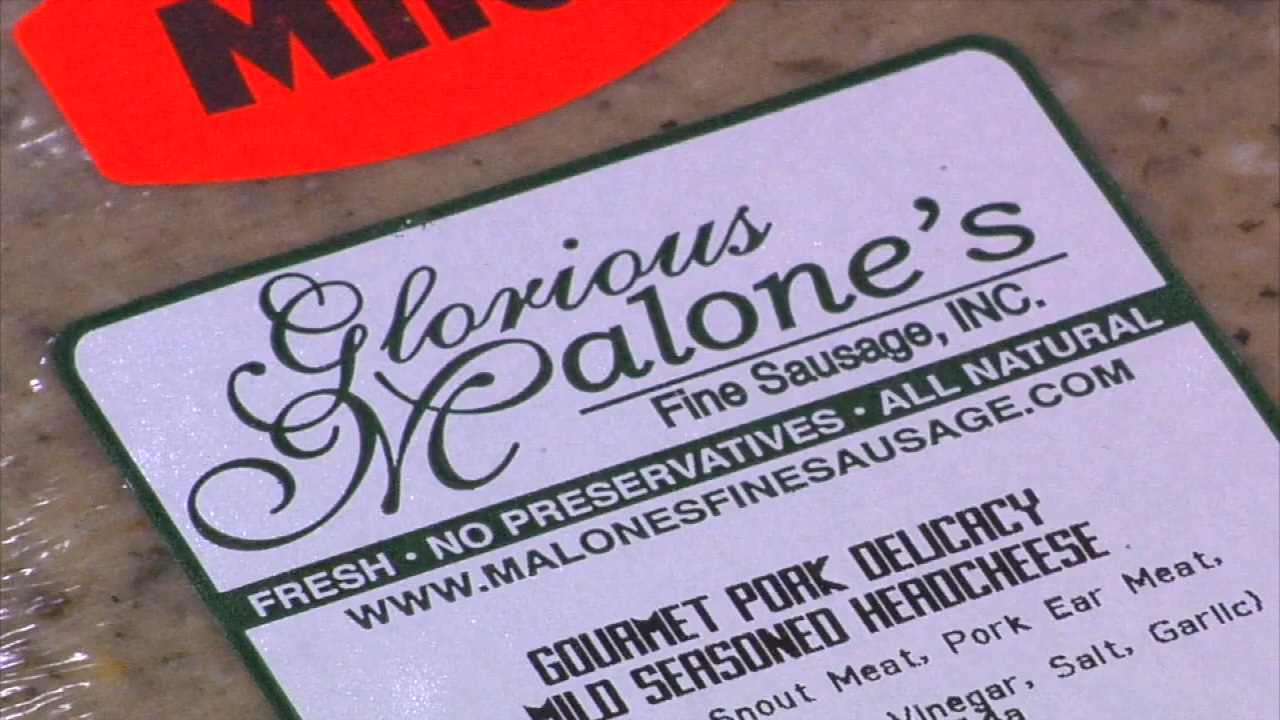 Glorious
Malone's
Fine Sausage, INC.
FRESH · NO PRESERVATIVES · ALL NATURAL
WWW.MALONESFINESAUSAGE.COM
GOURMET PORK DELICACY
MILD SEASONED HEADCHEESE
Snout Meat, Pork Ear Meat,
Vinegar, Salt, Garlic)